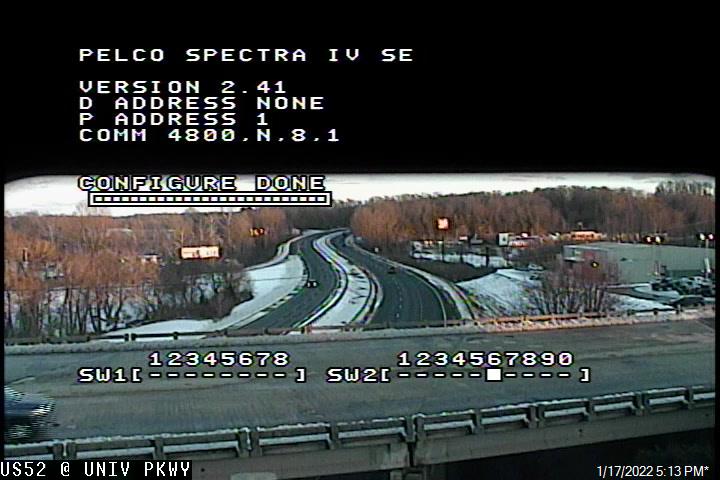 PELCO SPECTRA IV SE
VERSION 2.41
D ADDRESS NONE
P ADDRESS 1
COMM 4800,N,8,1
CONFIGURE DONE
12345678 1234567890
SW1[--------] SW2[-----■----]
US52 @ UNIV PKWY
1/17/2022 5:13 PM*